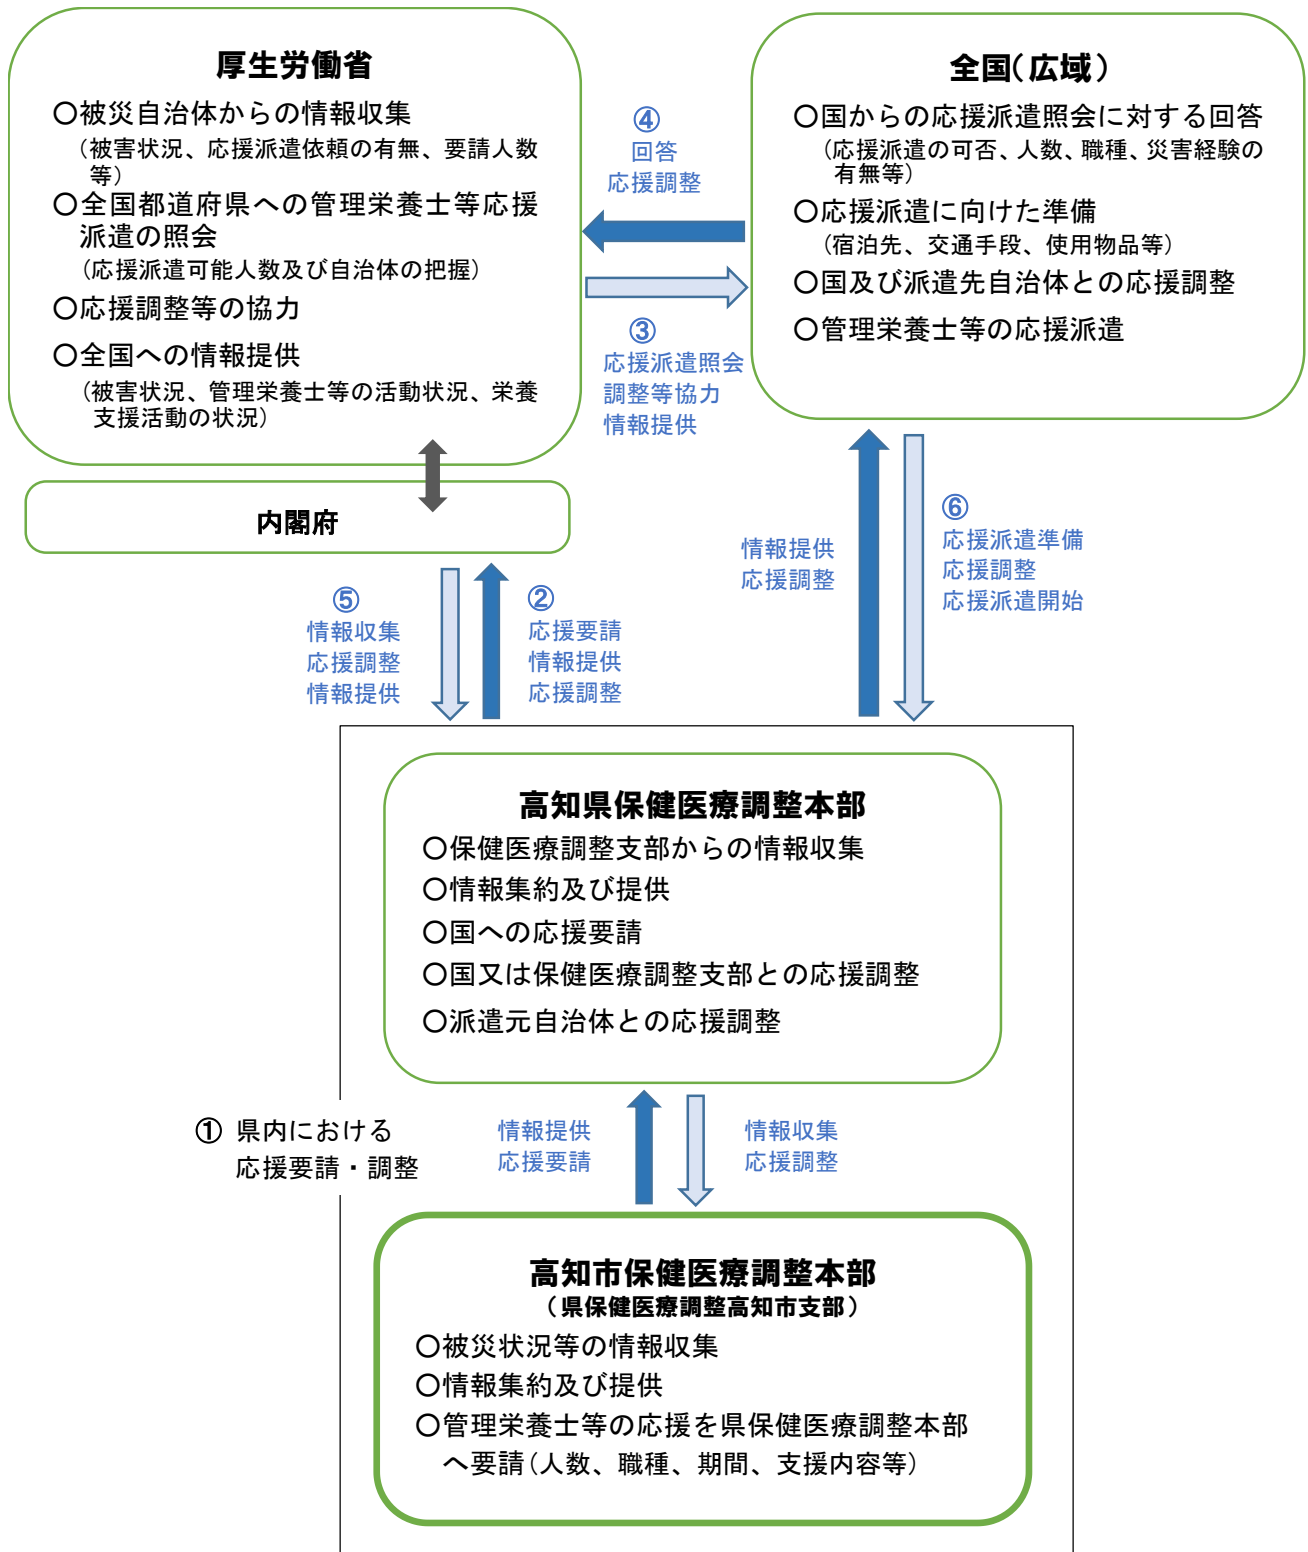 厚生労働省
〇被災自治体からの情報収集
（被害状況、応援派遣依頼の有無、要請人数
等）
〇全国都道府県への管理栄養士等応援
派遣の照会
（応援派遣可能人数及び自治体の把握）
〇応援調整等の協力
〇全国への情報提供
（被害状況、管理栄養士等の活動状況、栄養
支援活動の状況）
内閣府
④
回答
応援調整
③
応援派遣照会
調整等協力
情報提供
全国（広域）
〇国からの応援派遣照会に対する回答
（応援派遣の可否、人数、職種、災害経験の
有無等）
〇応援派遣に向けた準備
（宿泊先、交通手段、使用物品等）
〇国及び派遣先自治体との応援調整
〇管理栄養士等の応援派遣
⑤
情報収集
応援調整
情報提供
②
応援要請
情報提供
応援調整
情報提供
応援調整
⑥
応援派遣準備
応援調整
応援派遣開始
高知県保健医療調整本部
〇保健医療調整支部からの情報収集
〇情報集約及び提供
〇国への応援要請
〇国又は保健医療調整支部との応援調整
〇派遣元自治体との応援調整
① 県内における
応援要請・調整
情報提供
応援要請
情報収集
応援調整
高知市保健医療調整本部
（県保健医療調整高知市支部）
〇被災状況等の情報収集
〇情報集約及び提供
〇管理栄養士等の応援を県保健医療調整本部
へ要請（人数、職種、期間、支援内容等）